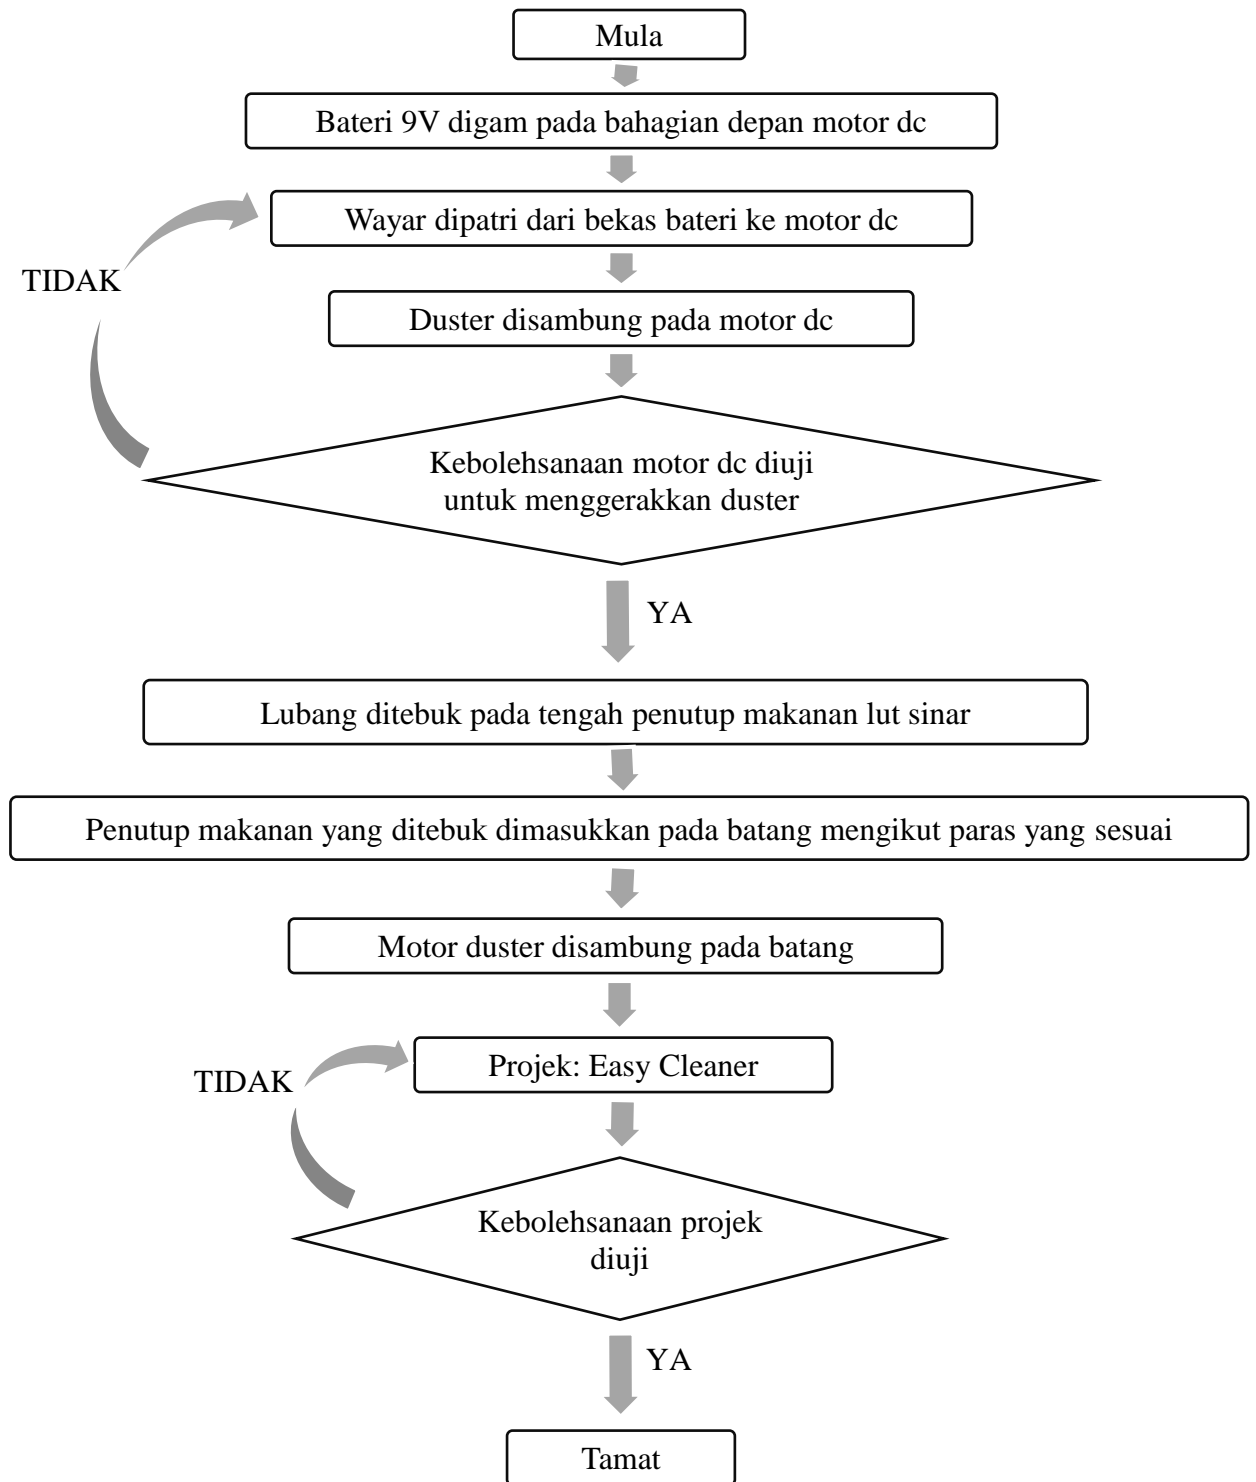 Mula
Bateri 9V digam pada bahagian depan motor dc
Wayar dipatri dari bekas bateri ke motor dc
TIDAK
Duster disambung pada motor dc
Kebolehsanaan motor dc diuji
untuk menggerakkan duster
YA
Lubang ditebuk pada tengah penutup makanan lut sinar
Penutup makanan yang ditebuk dimasukkan pada batang mengikut paras yang sesuai
Motor duster disambung pada batang
Projek: Easy Cleaner
TIDAK
Kebolehsanaan projek
diuji
YA
Tamat